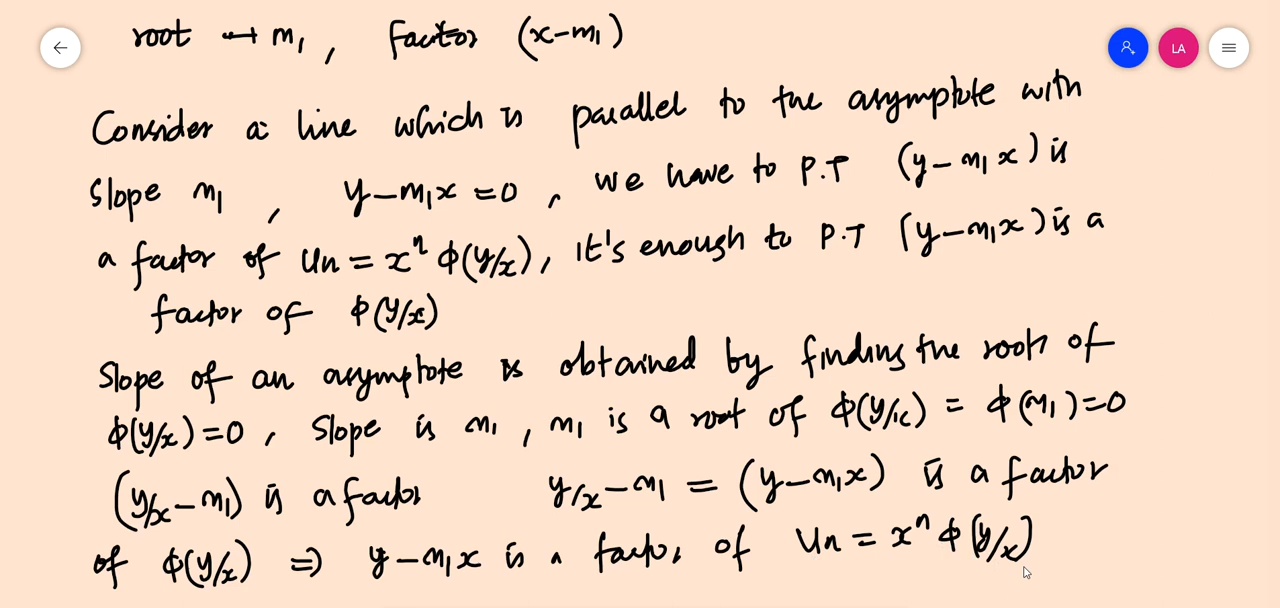 root → m₁, Factor (x-m₁)
LA
Consider a line which is parallel to the asymptote with
slope m₁, y-m₁x=0, we have to P.T (y-m₁x) is
a factor of Un = xⁿ ϕ(y/x), it's enough to P.T (y-m₁x) is a
factor of ϕ(y/x)
Slope of an asymptote is obtained by finding the roots of
ϕ(y/x)=0, Slope is m₁, m₁ is a root of ϕ(y/x) = ϕ(m₁)=0
(y/x-m₁) is a factor y/x-m₁ = (y-m₁x) is a factor
of ϕ(y/x) ⇒ y-m₁x is a factor of Un = xⁿ ϕ(y/x)